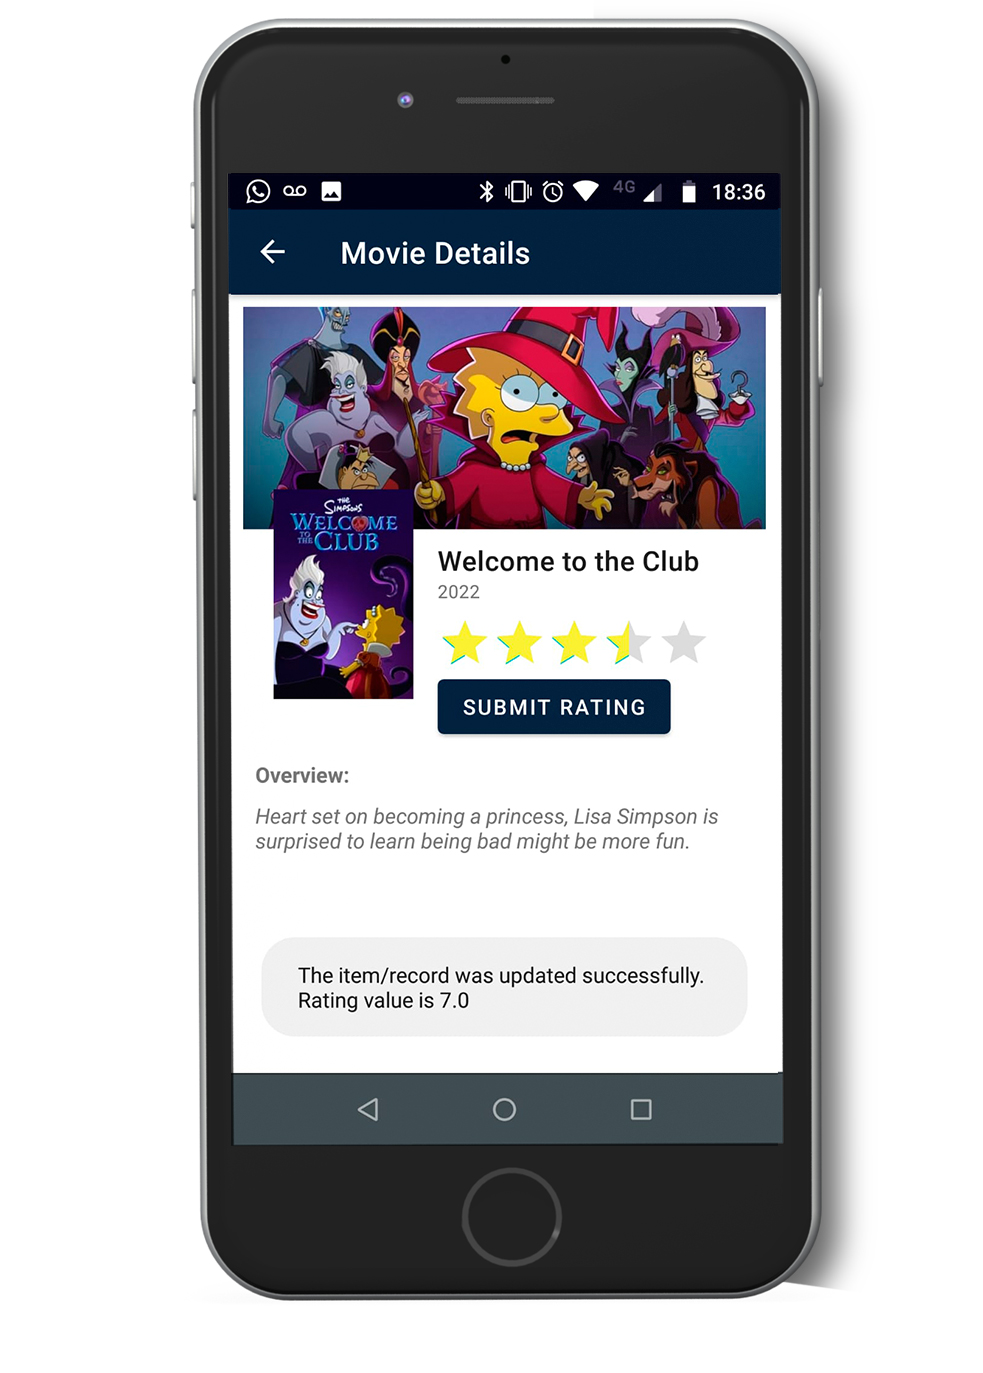 4G 18:36
Movie Details
THE
SIMPSONS
WELCOME
TO THE
CLUB
Welcome to the Club
2022
SUBMIT RATING
Overview:
Heart set on becoming a princess, Lisa Simpson is
surprised to learn being bad might be more fun.
The item/record was updated successfully.
Rating value is 7.0